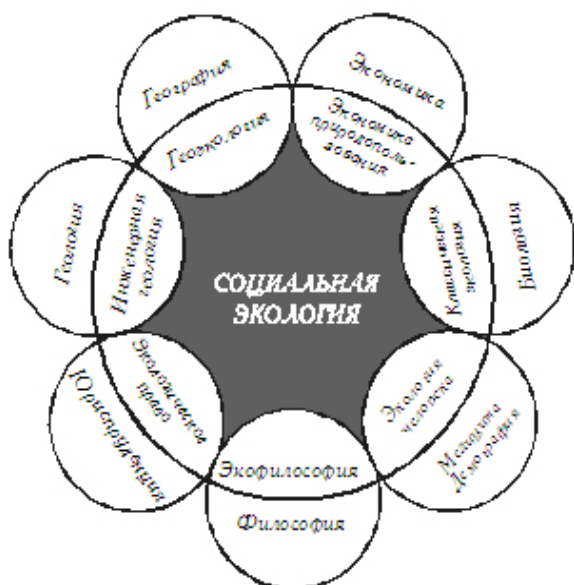 География
Геоэкология
Экономика
Экономика
природополь-
зования
Биология
Классическая
экология
Медицина
Демография
Экология
человека
Философия
Экофилософия
Юриспруденция
Экологическое
право
Геология
Инженерная
геология
СОЦИАЛЬНАЯ
ЭКОЛОГИЯ